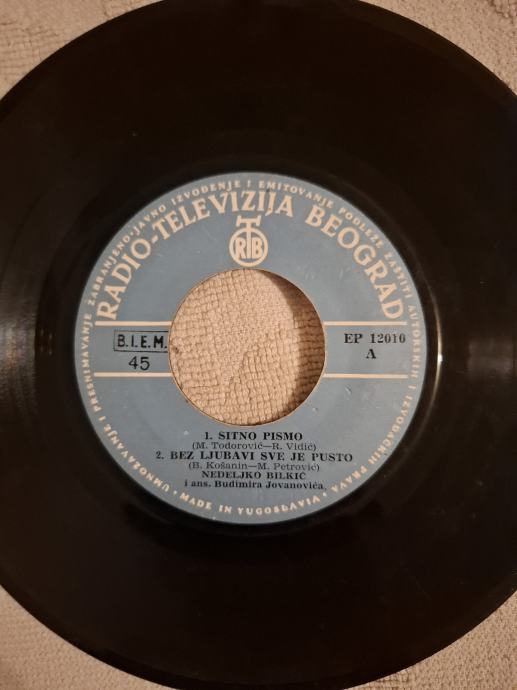 UMNOŽAVANJE, PRESNIMAVANJE ZABRANJENO • JAVNO IZVOĐENJE I EMITOVANJE PODLEŽE ZAŠTITI AUTORSKIH I IZVOĐAČKIH PRAVA
RADIO-TELEVIZIJA BEOGRAD
RTB
B.I.E.M.
45
EP 12010
A
1. SITNO PISMO
(M. Todorović—R. Vidić)
2. BEZ LJUBAVI SVE JE PUSTO
(B. Košanin—M. Petrović)
NEDELJKO BILKIĆ
i ans. Budimira Jovanovića
• MADE IN YUGOSLAVIA •